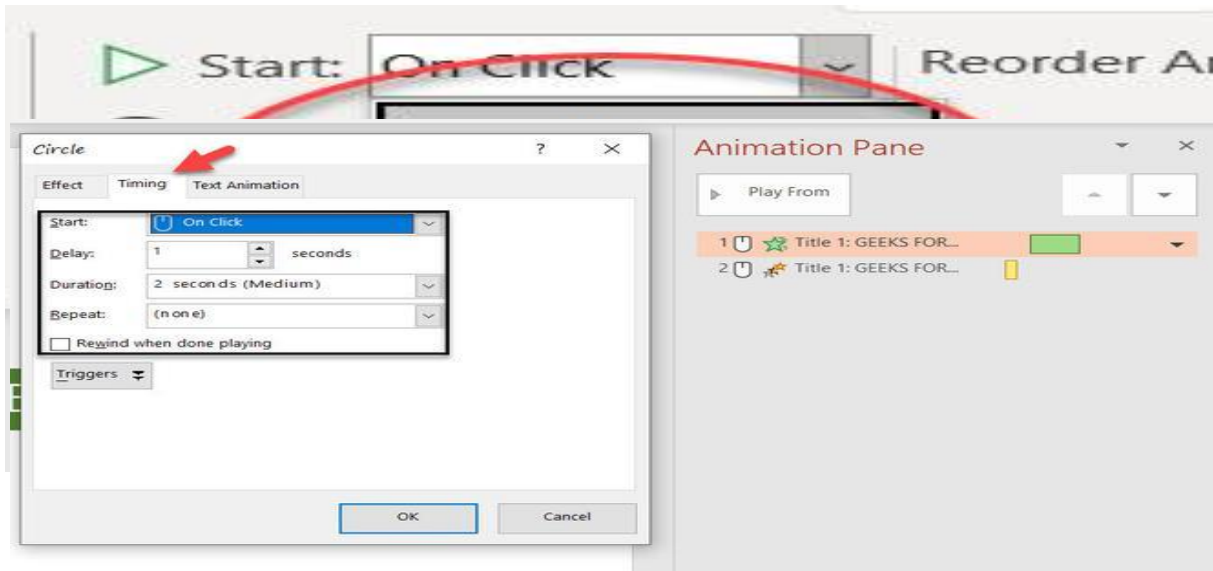 Start: On Click Reorder
Circle ?
Effect Timing Text Animation
Start: On Click
Delay: 1 seconds
Duration: 2 seconds (Medium)
Repeat: (none)
Rewind when done playing
Triggers
OK Cancel
Animation Pane
Play From
1 Title 1: GEEKS FOR...
2 Title 1: GEEKS FOR...